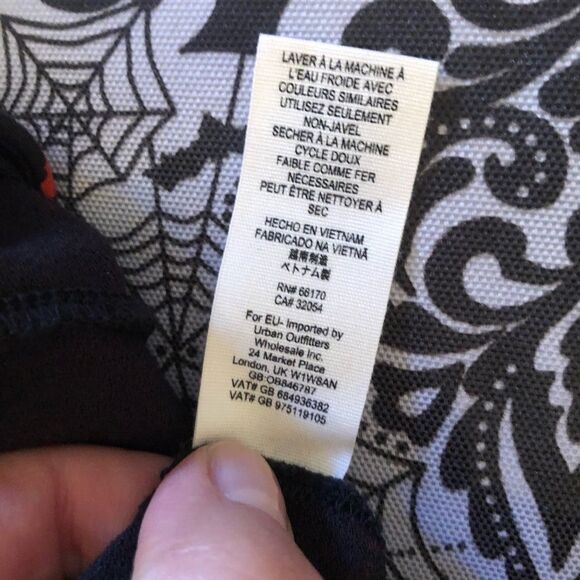 LAVER À LA MACHINE À
L'EAU FROIDE AVEC
COULEURS SIMILAIRES
UTILISEZ SEULEMENT
NON-JAVEL
SECHER À LA MACHINE
CYCLE DOUX
FAIBLE COMME FER
NÉCESSAIRES
PEUT ÊTRE NETTOYER À
SEC
HECHO EN VIETNAM
FABRICADO NA VIETNÃ
越南制造
ベトナム製
RN# 66170
CA# 32054
For EU- Imported by
Urban Outfitters
Wholesale Inc.
24 Market Place
London, UK W1W8AN
GB OB846787
VAT# GB 684936382
VAT# GB 975119105